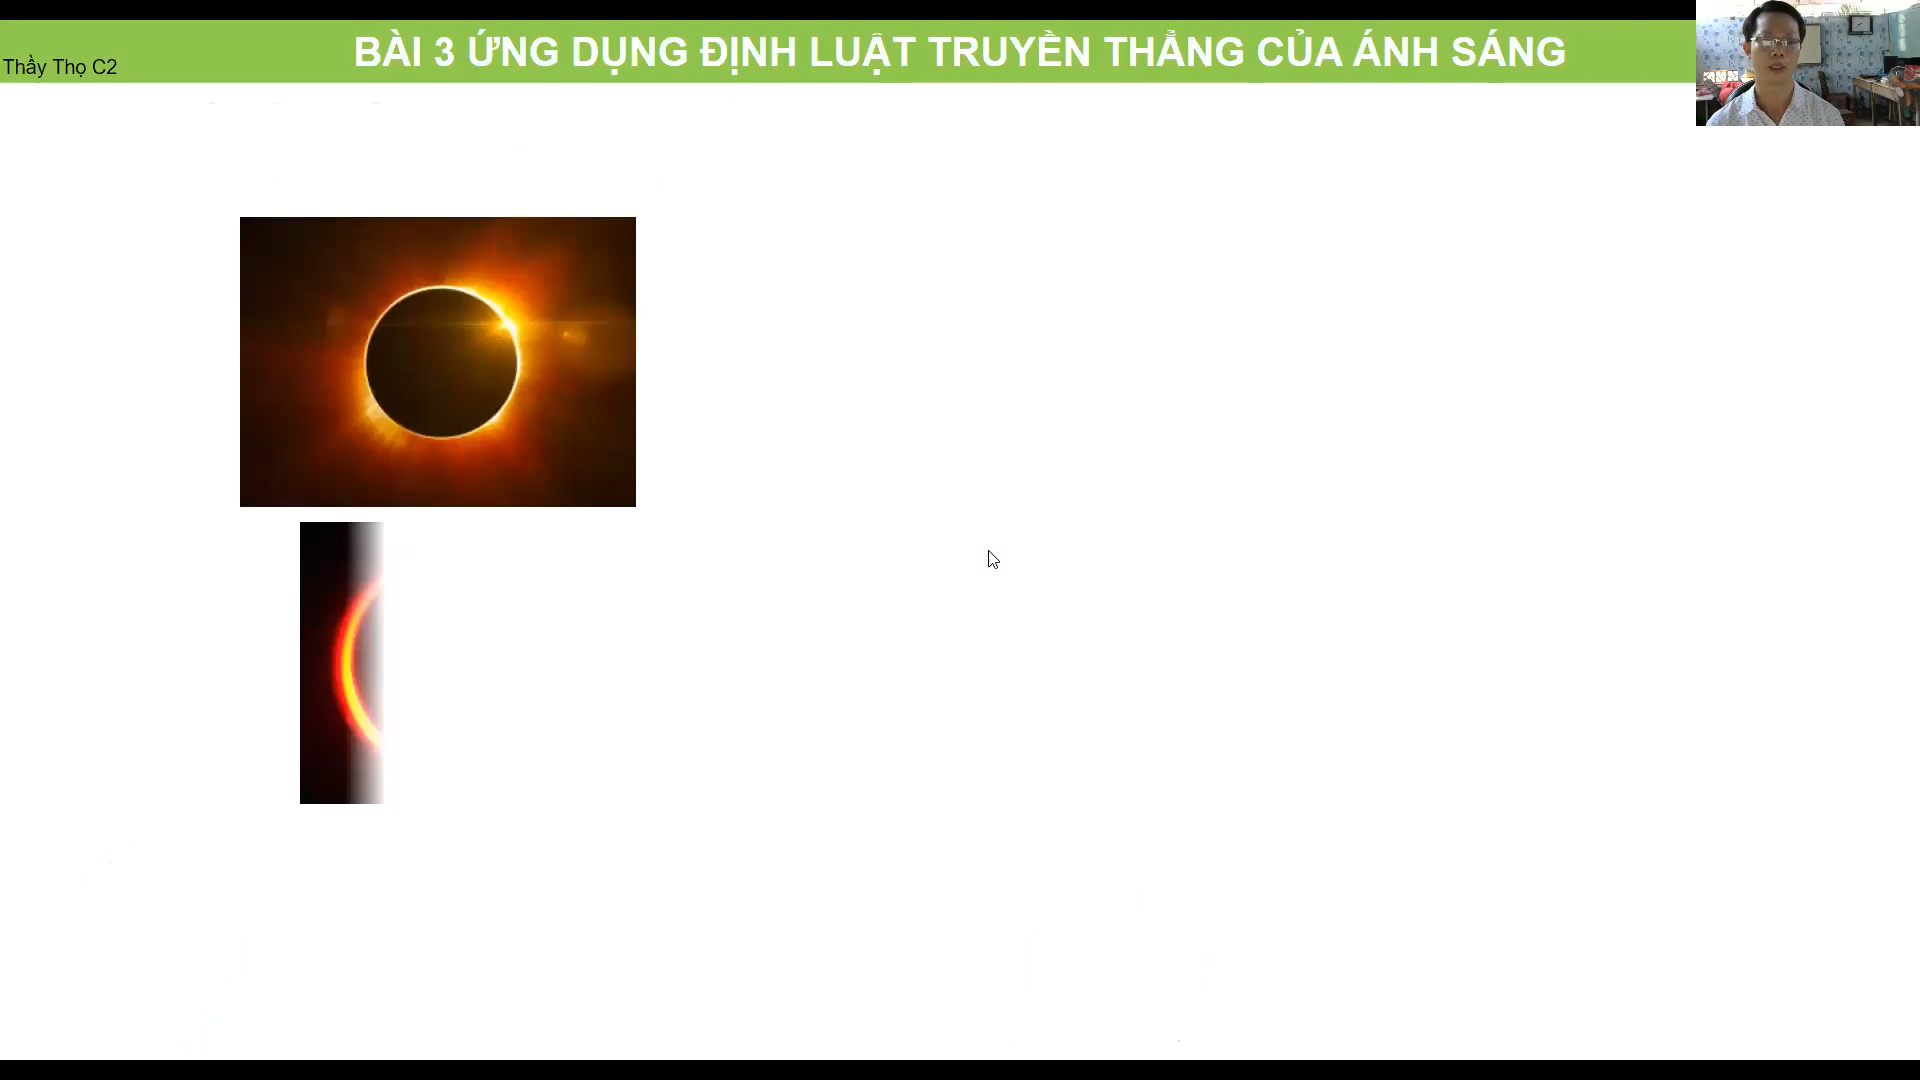 BÀI 3 ỨNG DỤNG ĐỊNH LUẬT TRUYỀN THẲNG CỦA ÁNH SÁNG
Thầy Thọ C2